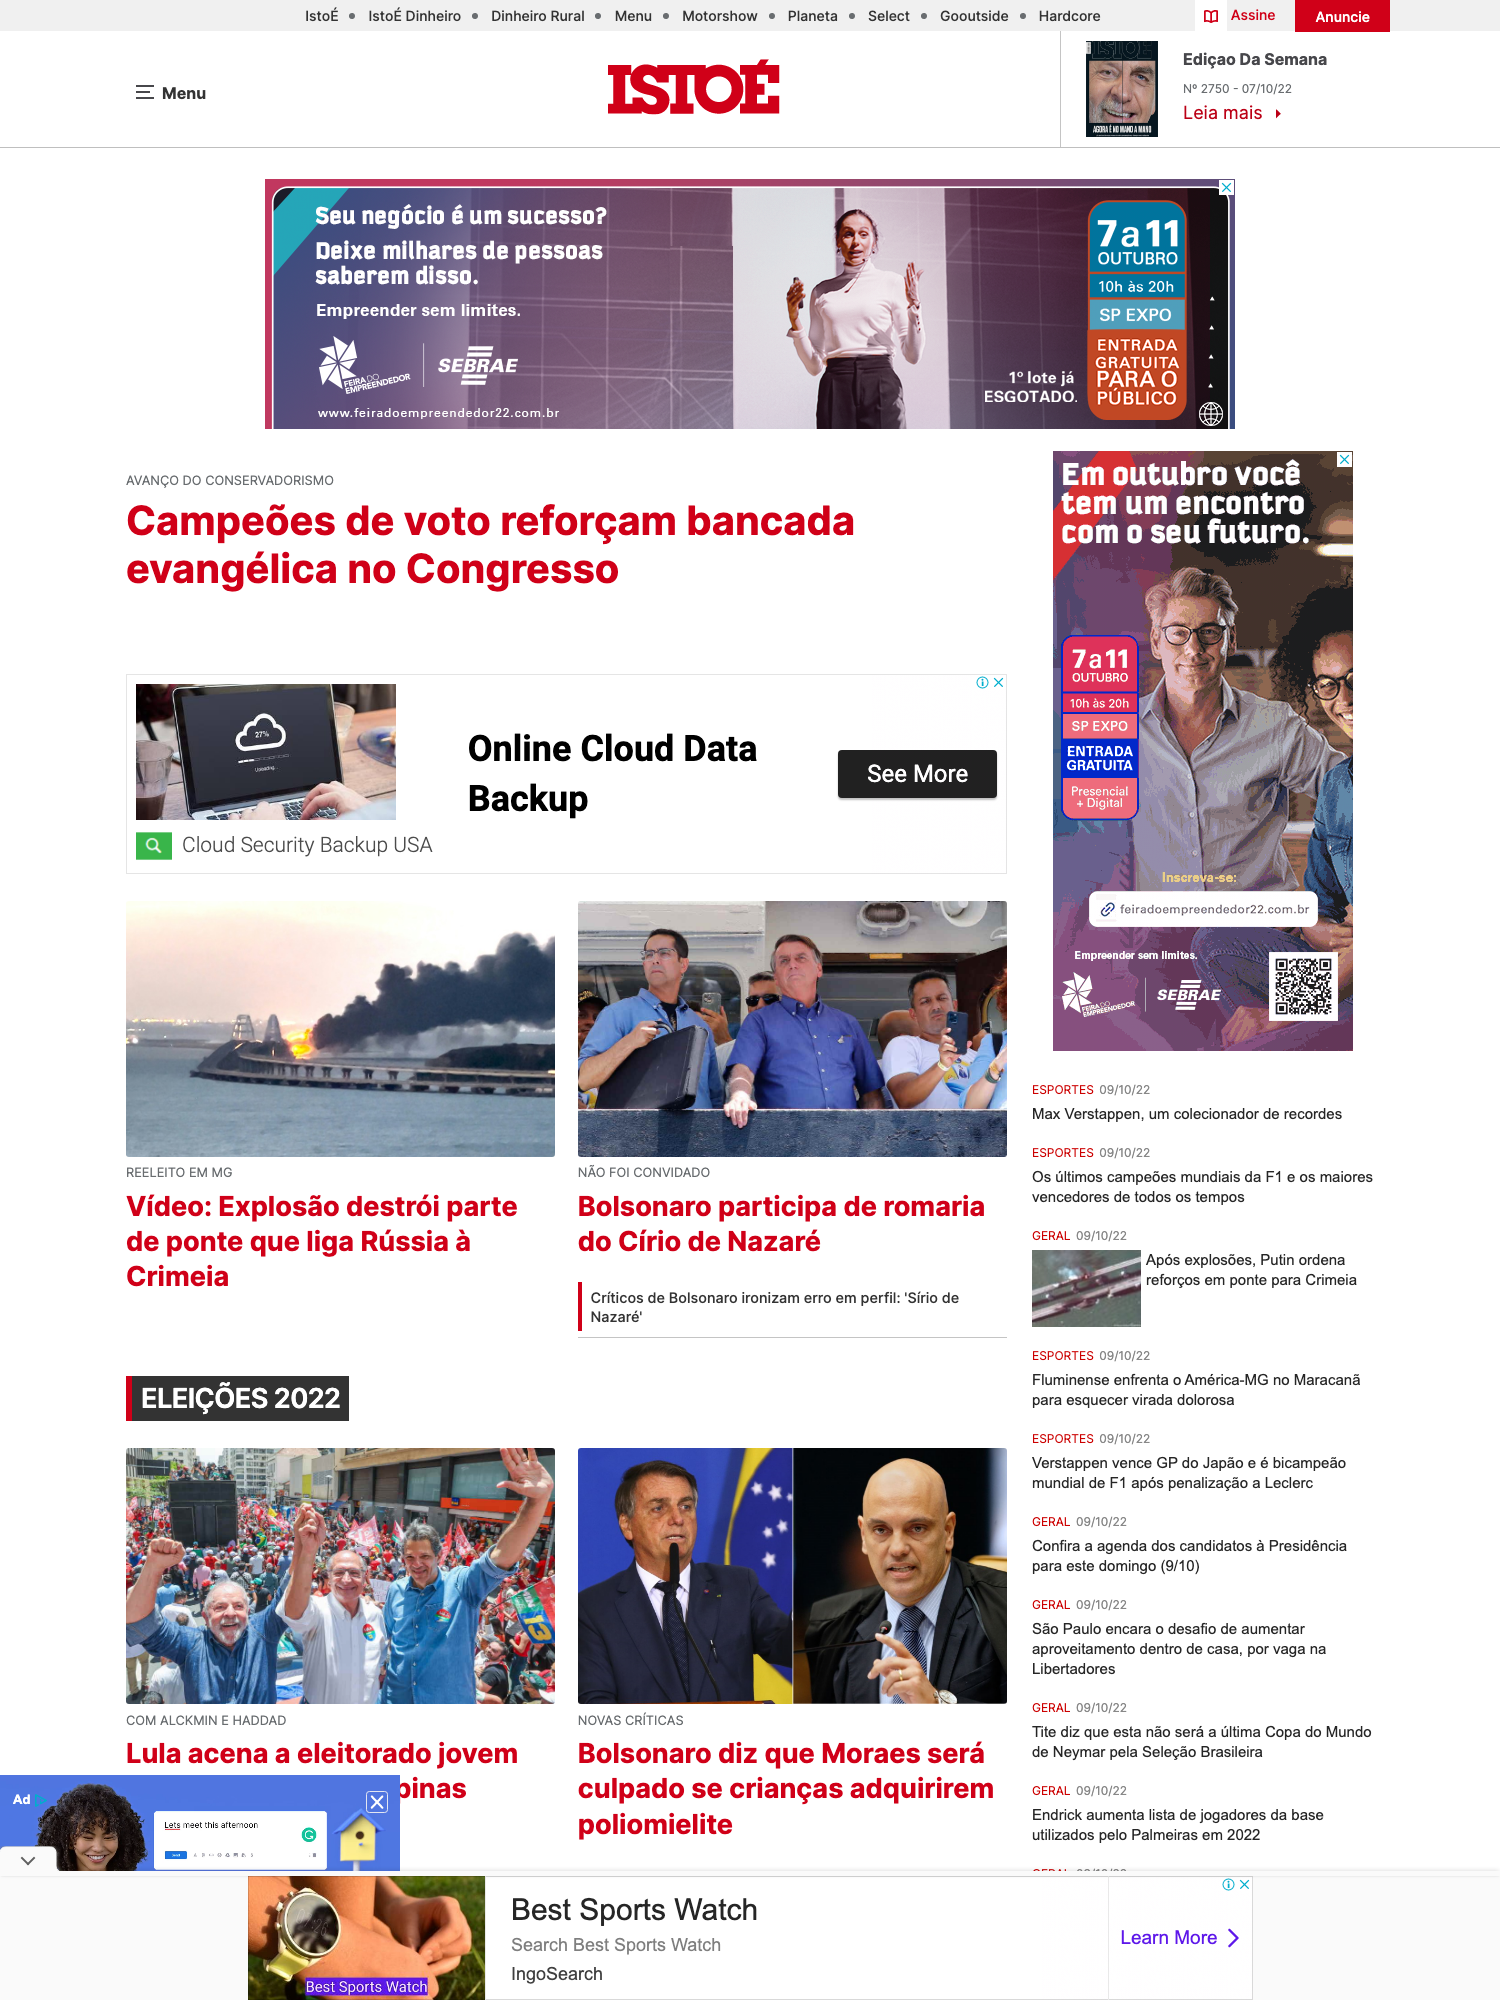 IstoÉ • IstoÉ Dinheiro • Dinheiro Rural • Menu • Motorshow • Planeta • Select • Gooutside • Hardcore
Assine
Anuncie
Menu
ISTOÉ
ISTOÉ
AGORA É NO MANO A MANO
Ediçao Da Semana
Nº 2750 - 07/10/22
Leia mais
Seu negócio é um sucesso?
Deixe milhares de pessoas
saberem disso.
Empreender sem limites.
FEIRA DO
EMPREENDEDOR
SEBRAE
www.feiradoempreendedor22.com.br
1º lote já
ESGOTADO.
7 a 11
OUTUBRO
10h às 20h
SP EXPO
ENTRADA
GRATUITA
PARA O
PÚBLICO
AVANÇO DO CONSERVADORISMO
Campeões de voto reforçam bancada
evangélica no Congresso
27%
Online Cloud Data
Backup
See More
Cloud Security Backup USA
REELEITO EM MG
Vídeo: Explosão destrói parte
de ponte que liga Rússia à
Crimeia
NÃO FOI CONVIDADO
Bolsonaro participa de romaria
do Círio de Nazaré
Críticos de Bolsonaro ironizam erro em perfil: 'Sírio de
Nazaré'
ELEIÇÕES 2022
13
COM ALCKMIN E HADDAD
Lula acena a eleitorado jovem
pinas
NOVAS CRÍTICAS
Bolsonaro diz que Moraes será
culpado se crianças adquirirem
poliomielite
Em outubro você
tem um encontro
com o seu futuro.
7 a 11
OUTUBRO
10h às 20h
SP EXPO
ENTRADA
GRATUITA
Presencial
+ Digital
Inscreva-se:
feiradoempreendedor22.com.br
Empreender sem limites.
FEIRA DO
EMPREENDEDOR
SEBRAE
ESPORTES 09/10/22
Max Verstappen, um colecionador de recordes
ESPORTES 09/10/22
Os últimos campeões mundiais da F1 e os maiores
vencedores de todos os tempos
GERAL 09/10/22
Após explosões, Putin ordena
reforços em ponte para Crimeia
ESPORTES 09/10/22
Fluminense enfrenta o América-MG no Maracanã
para esquecer virada dolorosa
ESPORTES 09/10/22
Verstappen vence GP do Japão e é bicampeão
mundial de F1 após penalização a Leclerc
GERAL 09/10/22
Confira a agenda dos candidatos à Presidência
para este domingo (9/10)
GERAL 09/10/22
São Paulo encara o desafio de aumentar
aproveitamento dentro de casa, por vaga na
Libertadores
GERAL 09/10/22
Tite diz que esta não será a última Copa do Mundo
de Neymar pela Seleção Brasileira
GERAL 09/10/22
Endrick aumenta lista de jogadores da base
utilizados pelo Palmeiras em 2022
Ad
Lets meet this afternoon
Best Sports Watch
Best Sports Watch
Search Best Sports Watch
IngoSearch
Learn More